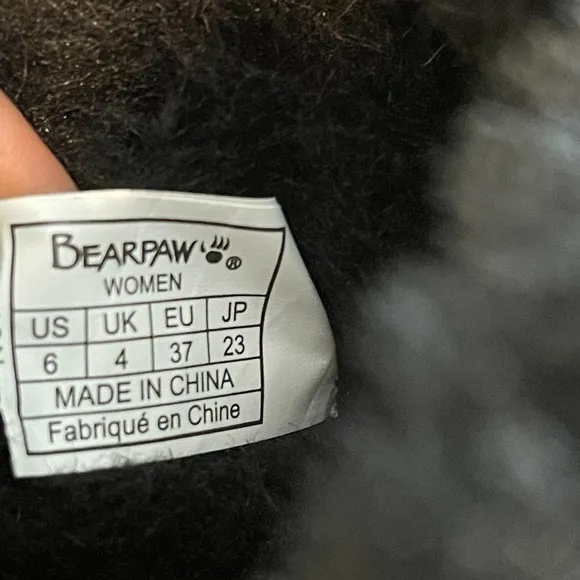 BEARPAW®
WOMEN
US UK EU JP
6 4 37 23
MADE IN CHINA
Fabriqué en Chine